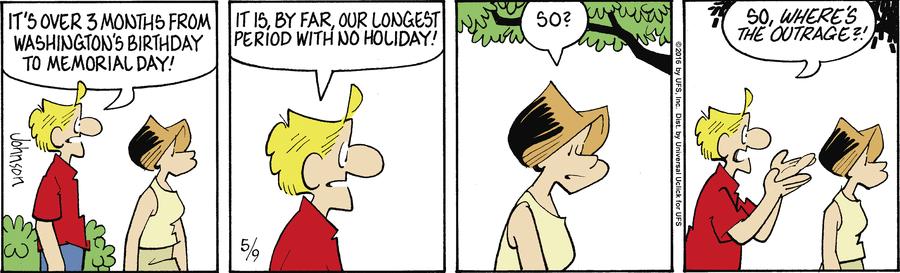 IT'S OVER 3 MONTHS FROM
WASHINGTON'S BIRTHDAY
TO MEMORIAL DAY!
Johnson
IT IS, BY FAR, OUR LONGEST
PERIOD WITH NO HOLIDAY!
5/9
SO?
©2016 by UFS, Inc. Dist. by Universal Uclick for UFS
SO, WHERE'S
THE OUTRAGE?!